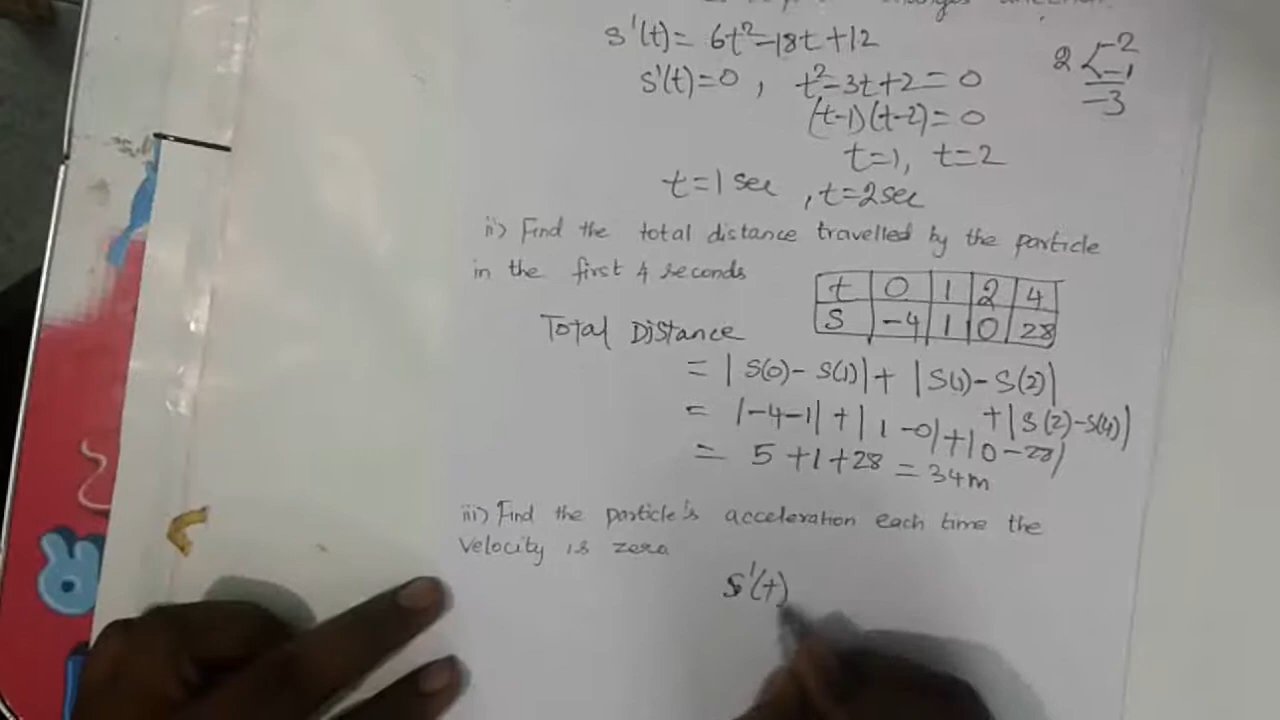 s'(t)= 6t²-18t+12
s'(t)=0 , t²-3t+2=0
2 < -2
-1
-3
(t-1)(t-2)=0
t=1, t=2
t=1 sec , t=2sec
ii) Find the total distance travelled by the particle
in the first 4 seconds
t 0 1 2 4
S -4 1 0 28
Total Distance
= |S(0)-S(1)|+ |S(1)-S(2)|
+|S(2)-S(4)|
= |-4-1| +| 1-0|+|0-28|
= 5+1+28 = 34m
iii) Find the particle's acceleration each time the
velocity is zero
s'(t)